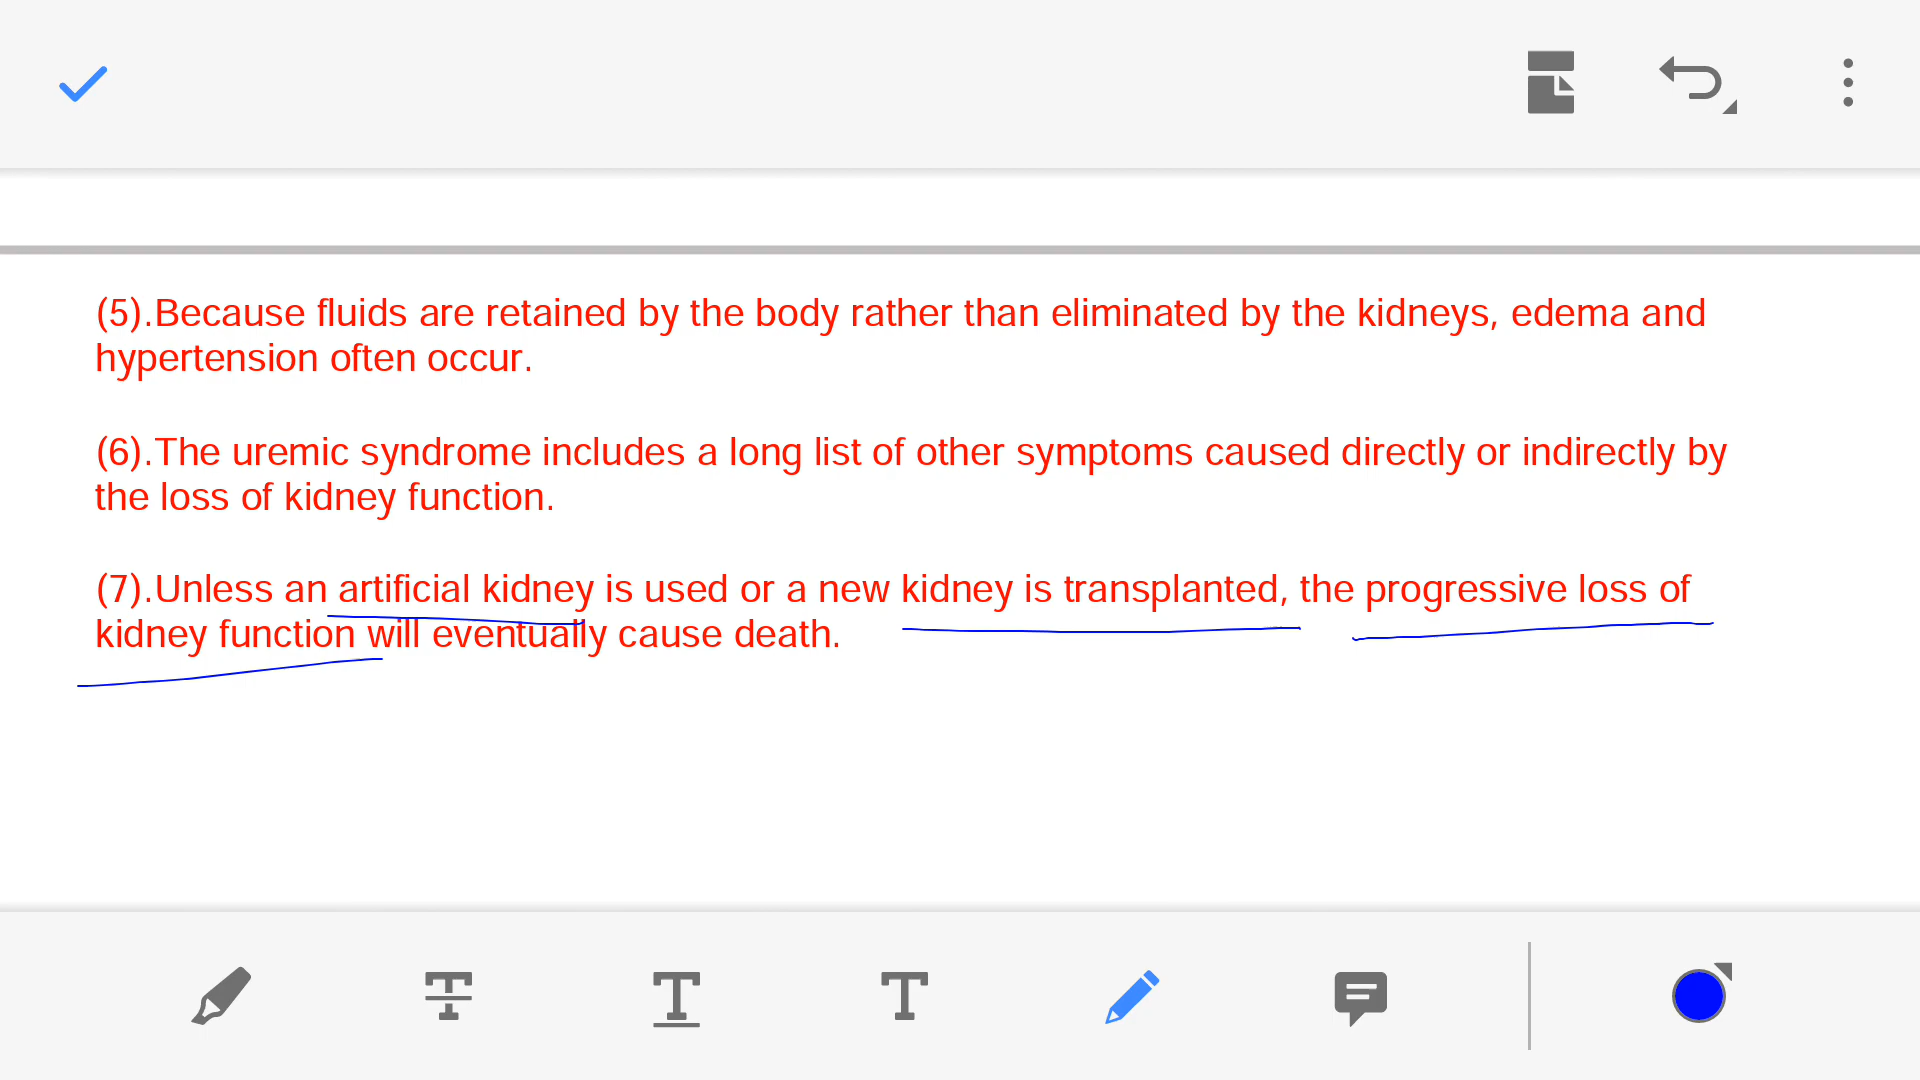 (5).Because fluids are retained by the body rather than eliminated by the kidneys, edema and
hypertension often occur.
(6).The uremic syndrome includes a long list of other symptoms caused directly or indirectly by
the loss of kidney function.
(7).Unless an artificial kidney is used or a new kidney is transplanted, the progressive loss of
kidney function will eventually cause death.